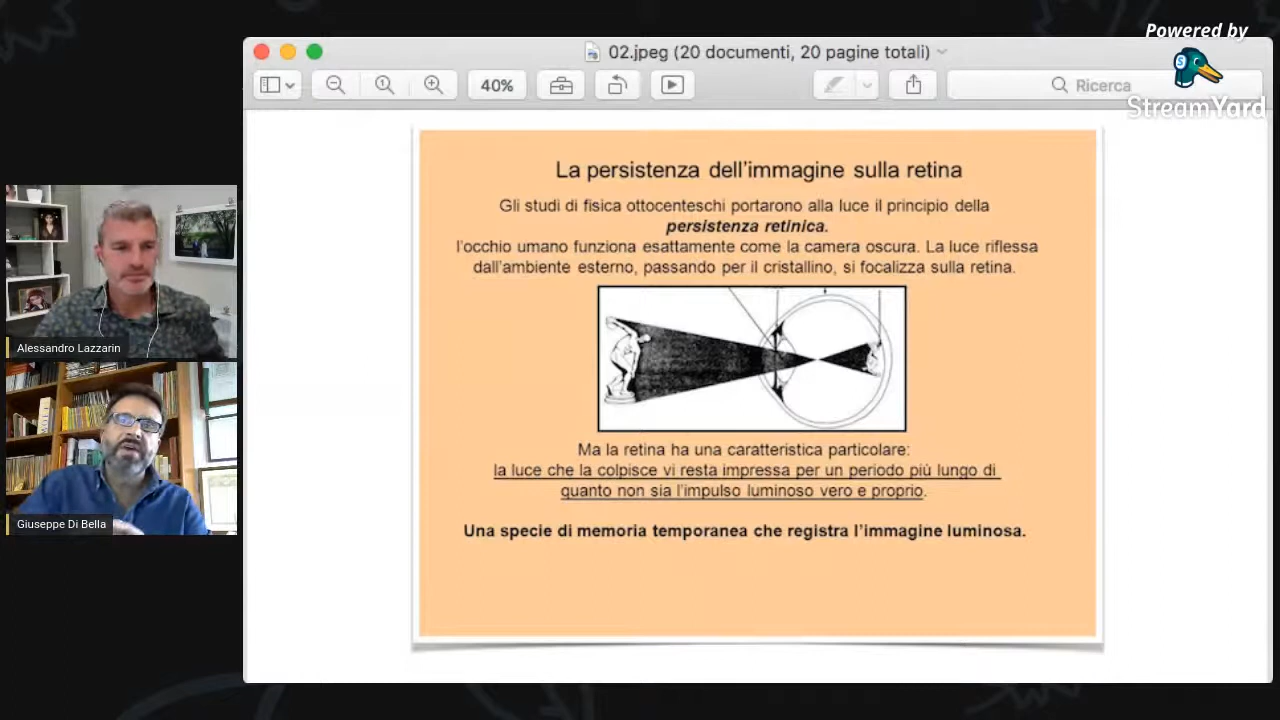 Powered by
StreamYard
02.jpeg (20 documenti, 20 pagine totali)
40%
Ricerca
La persistenza dell'immagine sulla retina
Gli studi di fisica ottocenteschi portarono alla luce il principio della
persistenza retinica.
l'occhio umano funziona esattamente come la camera oscura. La luce riflessa
dall'ambiente esterno, passando per il cristallino, si focalizza sulla retina.
Ma la retina ha una caratteristica particolare:
la luce che la colpisce vi resta impressa per un periodo più lungo di
quanto non sia l'impulso luminoso vero e proprio.
Una specie di memoria temporanea che registra l'immagine luminosa.
Alessandro Lazzarin
Giuseppe Di Bella